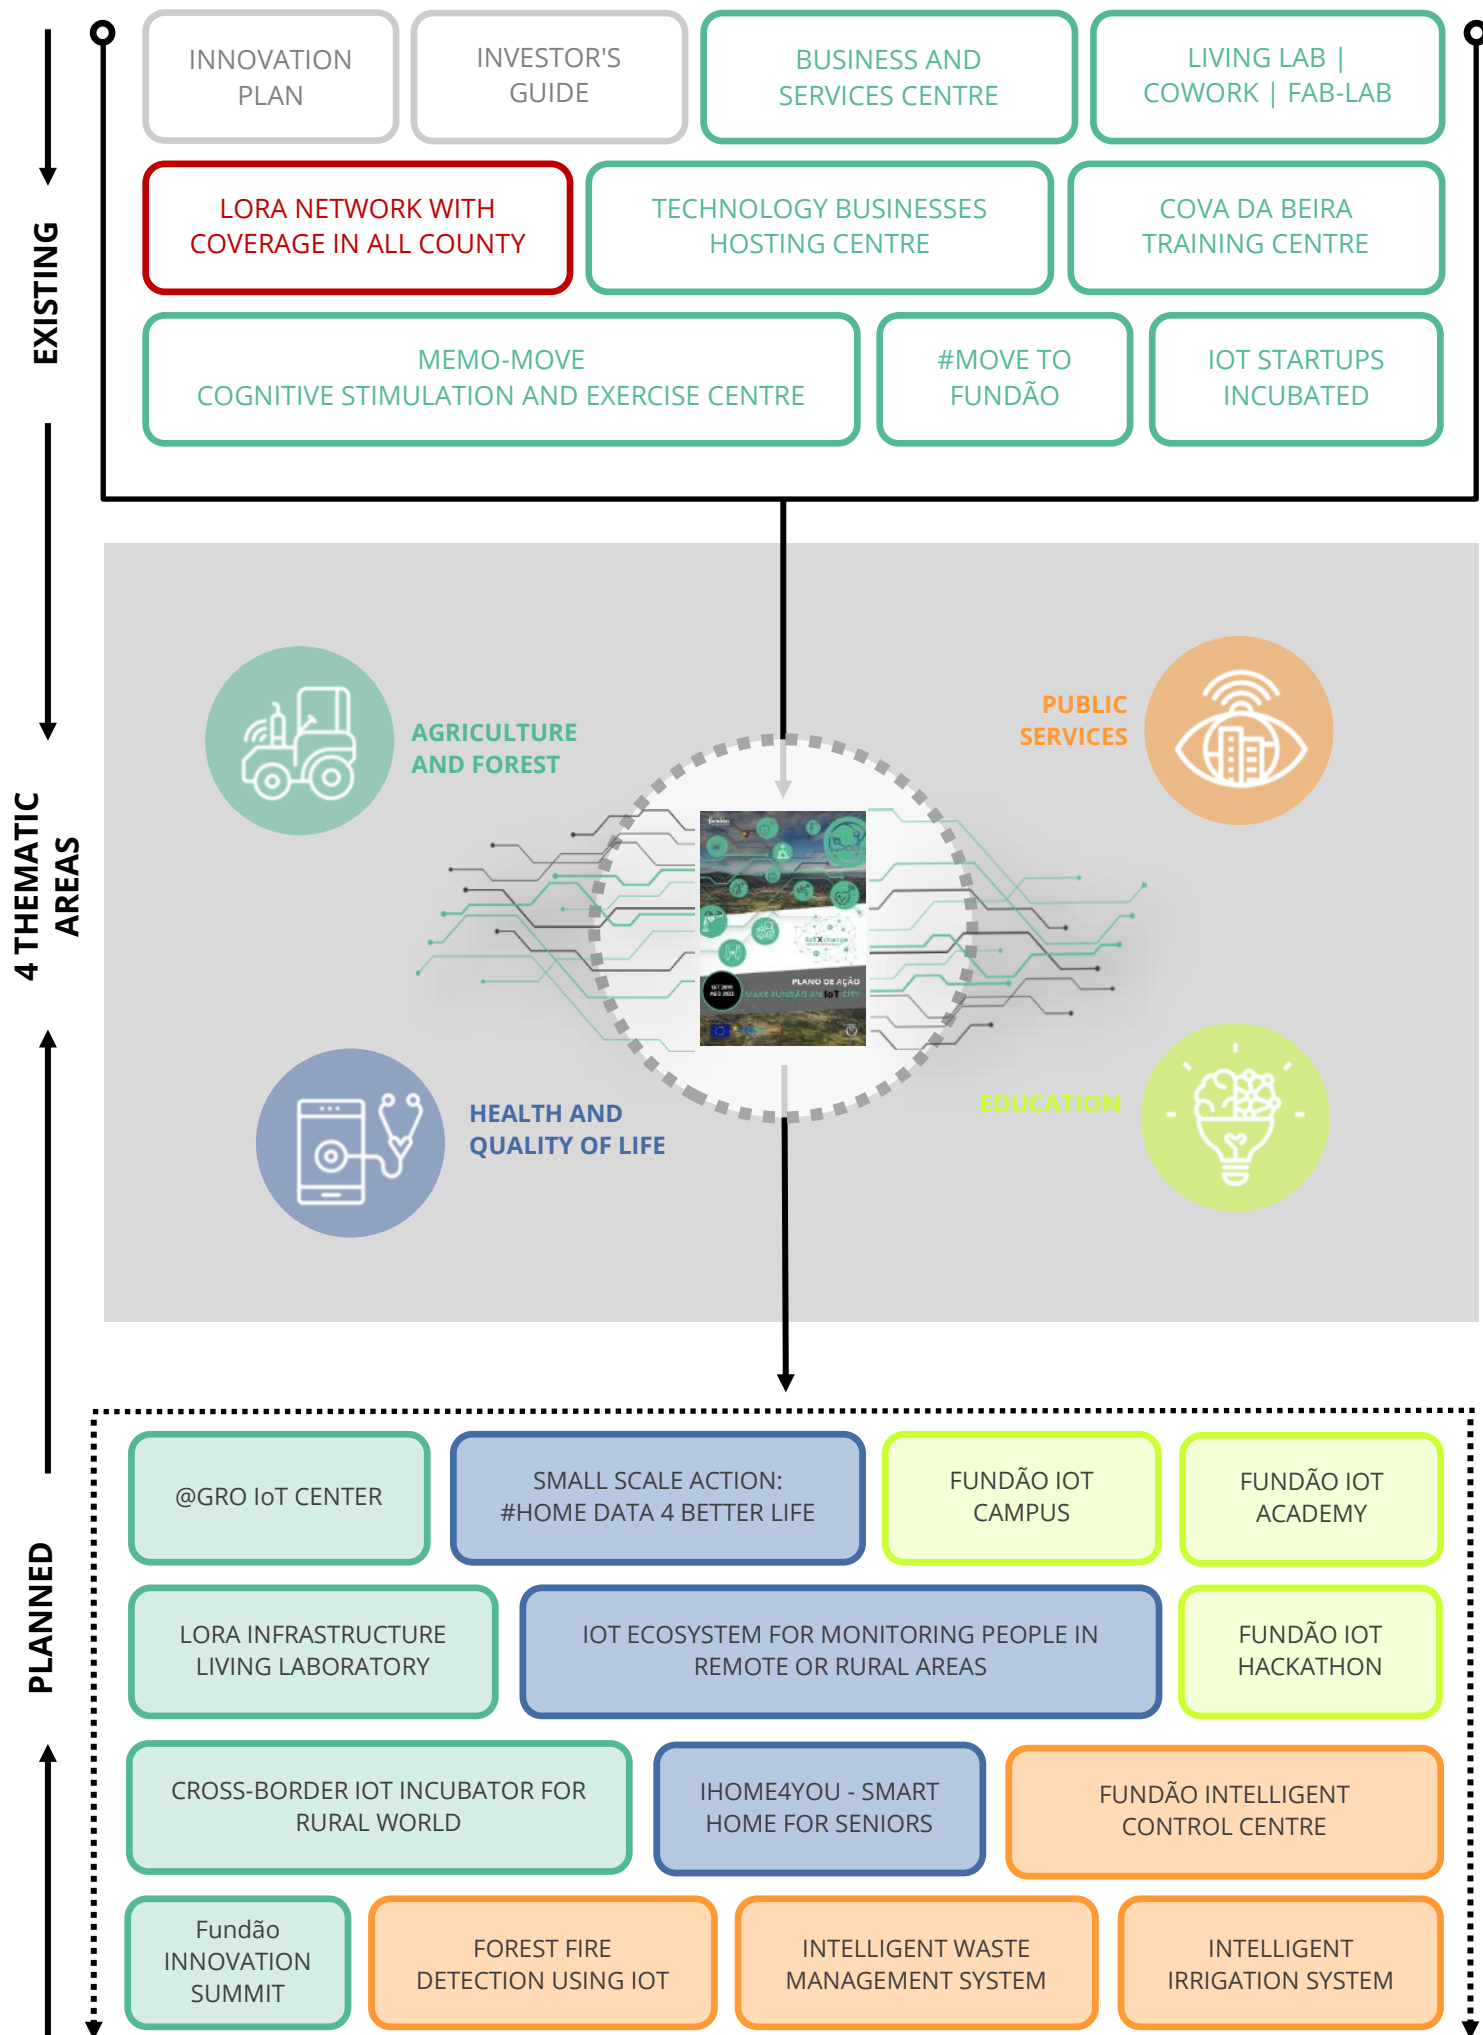 INNOVATION
PLAN
INVESTOR'S
GUIDE
BUSINESS AND
SERVICES CENTRE
LIVING LAB |
COWORK | FAB-LAB
LORA NETWORK WITH
COVERAGE IN ALL COUNTY
TECHNOLOGY BUSINESSES
HOSTING CENTRE
COVA DA BEIRA
TRAINING CENTRE
EXISTING
MEMO-MOVE
COGNITIVE STIMULATION AND EXERCISE CENTRE
#MOVE TO
FUNDÃO
IOT STARTUPS
INCUBATED
4 THEMATIC
AREAS
AGRICULTURE
AND FOREST
PUBLIC
SERVICES
IoTXchange
PLANO DE AÇÃO
MAKE FUNDÃO AN IoT CITY
HEALTH AND
QUALITY OF LIFE
EDUCATION
PLANNED
@GRO IoT CENTER
SMALL SCALE ACTION:
#HOME DATA 4 BETTER LIFE
FUNDÃO IOT
CAMPUS
FUNDÃO IOT
ACADEMY
LORA INFRASTRUCTURE
LIVING LABORATORY
IOT ECOSYSTEM FOR MONITORING PEOPLE IN
REMOTE OR RURAL AREAS
FUNDÃO IOT
HACKATHON
CROSS-BORDER IOT INCUBATOR FOR
RURAL WORLD
IHOME4YOU - SMART
HOME FOR SENIORS
FUNDÃO INTELLIGENT
CONTROL CENTRE
Fundão
INNOVATION
SUMMIT
FOREST FIRE
DETECTION USING IOT
INTELLIGENT WASTE
MANAGEMENT SYSTEM
INTELLIGENT
IRRIGATION SYSTEM